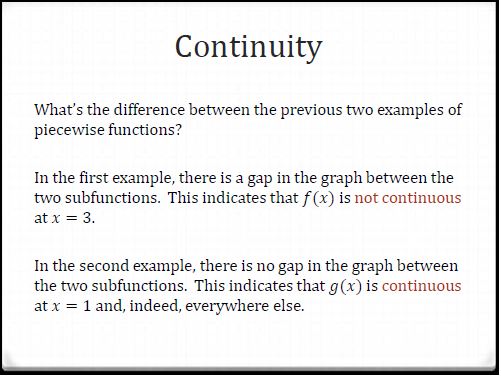 Continuity
What's the difference between the previous two examples of
piecewise functions?
In the first example, there is a gap in the graph between the
two subfunctions. This indicates that f(x) is not continuous
at x = 3.
In the second example, there is no gap in the graph between
the two subfunctions. This indicates that g(x) is continuous
at x = 1 and, indeed, everywhere else.